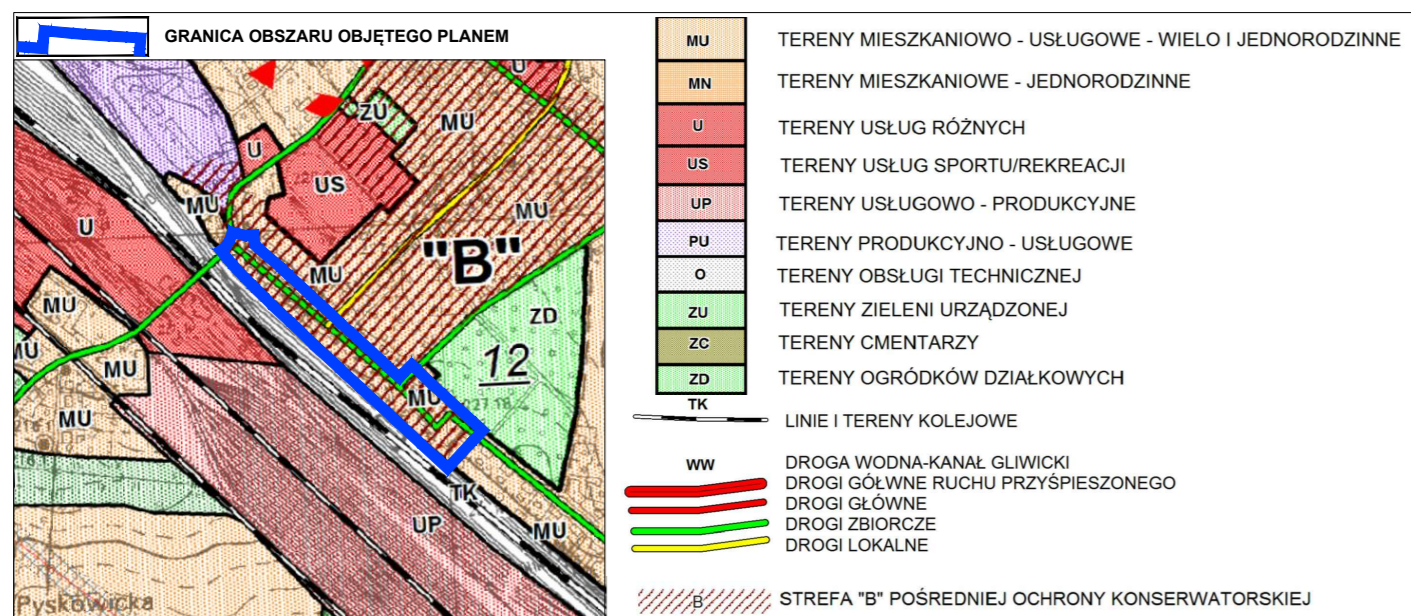 GRANICA OBSZARU OBJĘTEGO PLANEM
U
ZU
MU
U
US
MU
MU
U
"B"
MU
MU
ZD
12
MU
MU
MU
MU
TK
UP
MU
Pyskowicka
MU TERENY MIESZKANIOWO - USŁUGOWE - WIELO I JEDNORODZINNE
MN TERENY MIESZKANIOWE - JEDNORODZINNE
U TERENY USŁUG RÓŻNYCH
US TERENY USŁUG SPORTU/REKREACJI
UP TERENY USŁUGOWO - PRODUKCYJNE
PU TERENY PRODUKCYJNO - USŁUGOWE
O TERENY OBSŁUGI TECHNICZNEJ
ZU TERENY ZIELENI URZĄDZONEJ
ZC TERENY CMENTARZY
ZD TERENY OGRÓDKÓW DZIAŁKOWYCH
TK
LINIE I TERENY KOLEJOWE
WW DROGA WODNA-KANAŁ GLIWICKI
DROGI GÓŁWNE RUCHU PRZYŚPIESZONEGO
DROGI GŁÓWNE
DROGI ZBIORCZE
DROGI LOKALNE
B STREFA "B" POŚREDNIEJ OCHRONY KONSERWATORSKIEJ